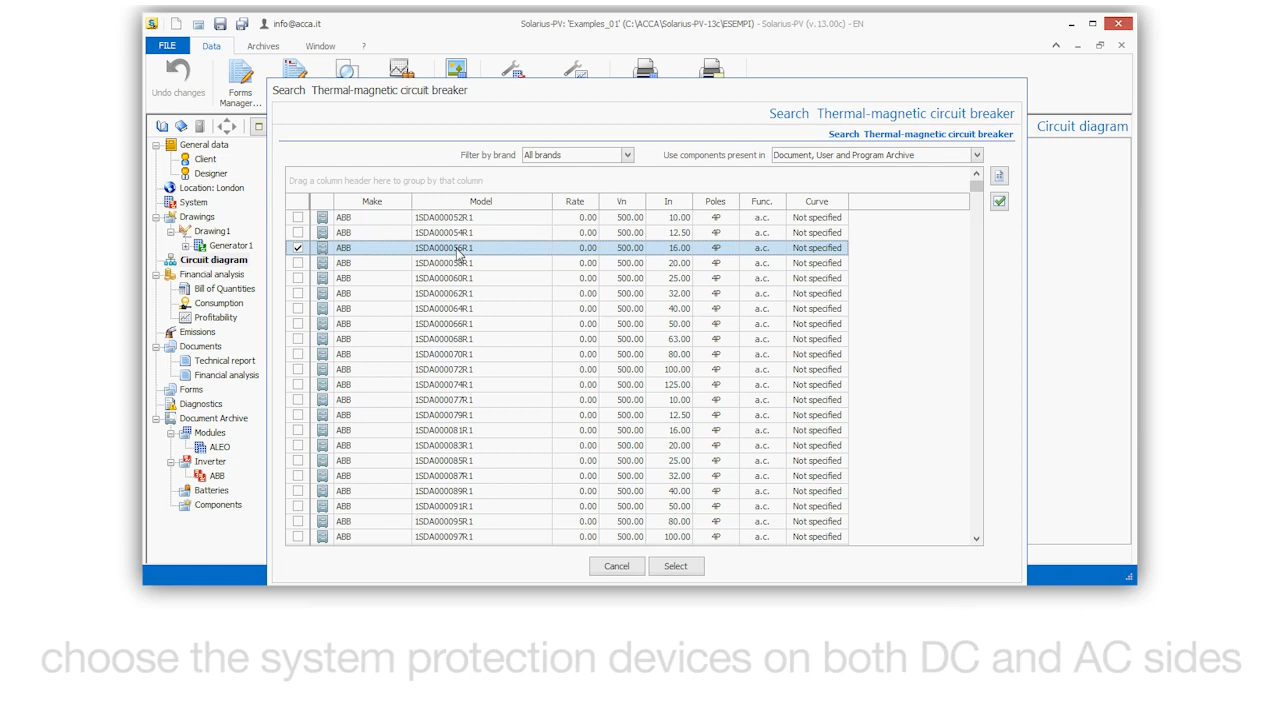 info@acca.it
Solarius-PV: 'Examples_01' (C:\ACCA\Solarius-PV-13c\ESEMPI) - Solarius-PV (v.13.00c) - EN
FILE Data Archives Window ?
Undo changes
Forms Manager...
Search Thermal-magnetic circuit breaker
Search Thermal-magnetic circuit breaker
Search Thermal-magnetic circuit breaker
Circuit diagram
Filter by brand All brands Use components present in Document, User and Program Archive
Drag a column header here to group by that column
Make Model Rate Vn In Poles Func. Curve
ABB 1SDA000052R1 0.00 500.00 10.00 4P a.c. Not specified
ABB 1SDA000054R1 0.00 500.00 12.50 4P a.c. Not specified
ABB 1SDA000056R1 0.00 500.00 16.00 4P a.c. Not specified
ABB 1SDA000058R1 0.00 500.00 20.00 4P a.c. Not specified
ABB 1SDA000060R1 0.00 500.00 25.00 4P a.c. Not specified
ABB 1SDA000062R1 0.00 500.00 32.00 4P a.c. Not specified
ABB 1SDA000064R1 0.00 500.00 40.00 4P a.c. Not specified
ABB 1SDA000066R1 0.00 500.00 50.00 4P a.c. Not specified
ABB 1SDA000068R1 0.00 500.00 63.00 4P a.c. Not specified
ABB 1SDA000070R1 0.00 500.00 80.00 4P a.c. Not specified
ABB 1SDA000072R1 0.00 500.00 100.00 4P a.c. Not specified
ABB 1SDA000074R1 0.00 500.00 125.00 4P a.c. Not specified
ABB 1SDA000077R1 0.00 500.00 10.00 4P a.c. Not specified
ABB 1SDA000079R1 0.00 500.00 12.50 4P a.c. Not specified
ABB 1SDA000081R1 0.00 500.00 16.00 4P a.c. Not specified
ABB 1SDA000083R1 0.00 500.00 20.00 4P a.c. Not specified
ABB 1SDA000085R1 0.00 500.00 25.00 4P a.c. Not specified
ABB 1SDA000087R1 0.00 500.00 32.00 4P a.c. Not specified
ABB 1SDA000089R1 0.00 500.00 40.00 4P a.c. Not specified
ABB 1SDA000091R1 0.00 500.00 50.00 4P a.c. Not specified
ABB 1SDA000095R1 0.00 500.00 80.00 4P a.c. Not specified
ABB 1SDA000097R1 0.00 500.00 100.00 4P a.c. Not specified
Cancel Select
General data
Client
Designer
Location: London
System
Drawings
Drawing1
Generator1
Circuit diagram
Financial analysis
Bill of Quantities
Consumption
Profitability
Emissions
Documents
Technical report
Financial analysis
Forms
Diagnostics
Document Archive
Modules
ALEO
Inverter
ABB
Batteries
Components
choose the system protection devices on both DC and AC sides